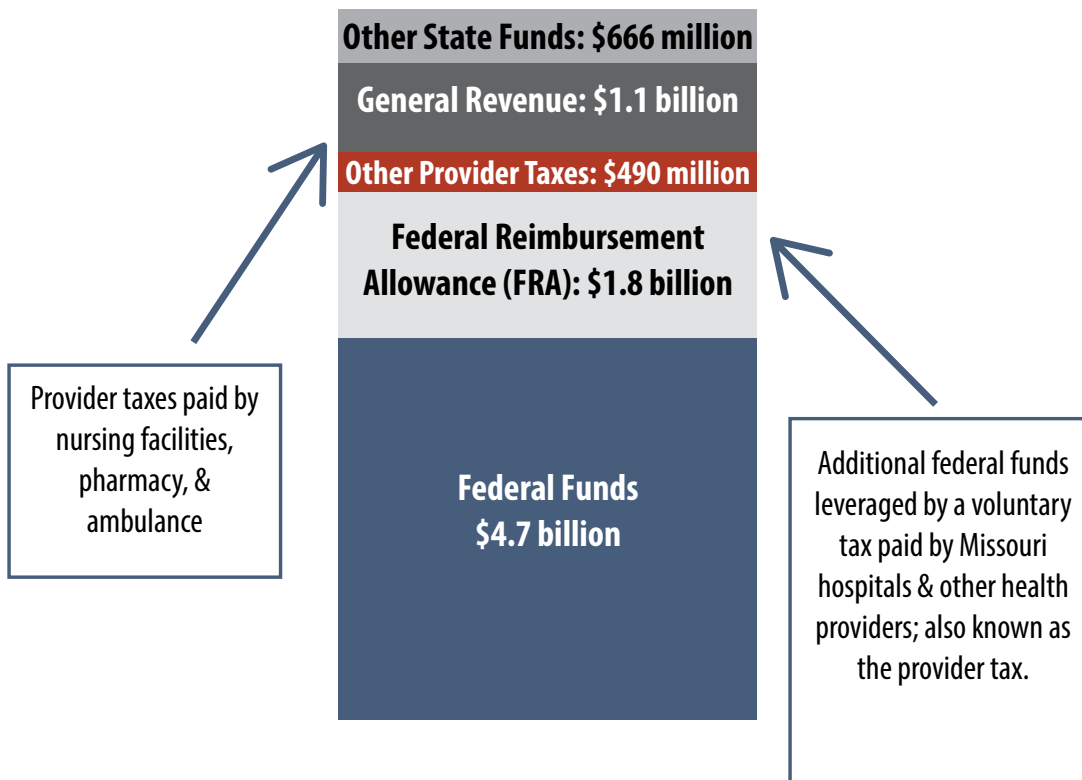 Other State Funds: $666 million
General Revenue: $1.1 billion
Other Provider Taxes: $490 million
Federal Reimbursement
Allowance (FRA): $1.8 billion
Federal Funds
$4.7 billion
Provider taxes paid by
nursing facilities,
pharmacy, &
ambulance
Additional federal funds
leveraged by a voluntary
tax paid by Missouri
hospitals & other health
providers; also known as
the provider tax.